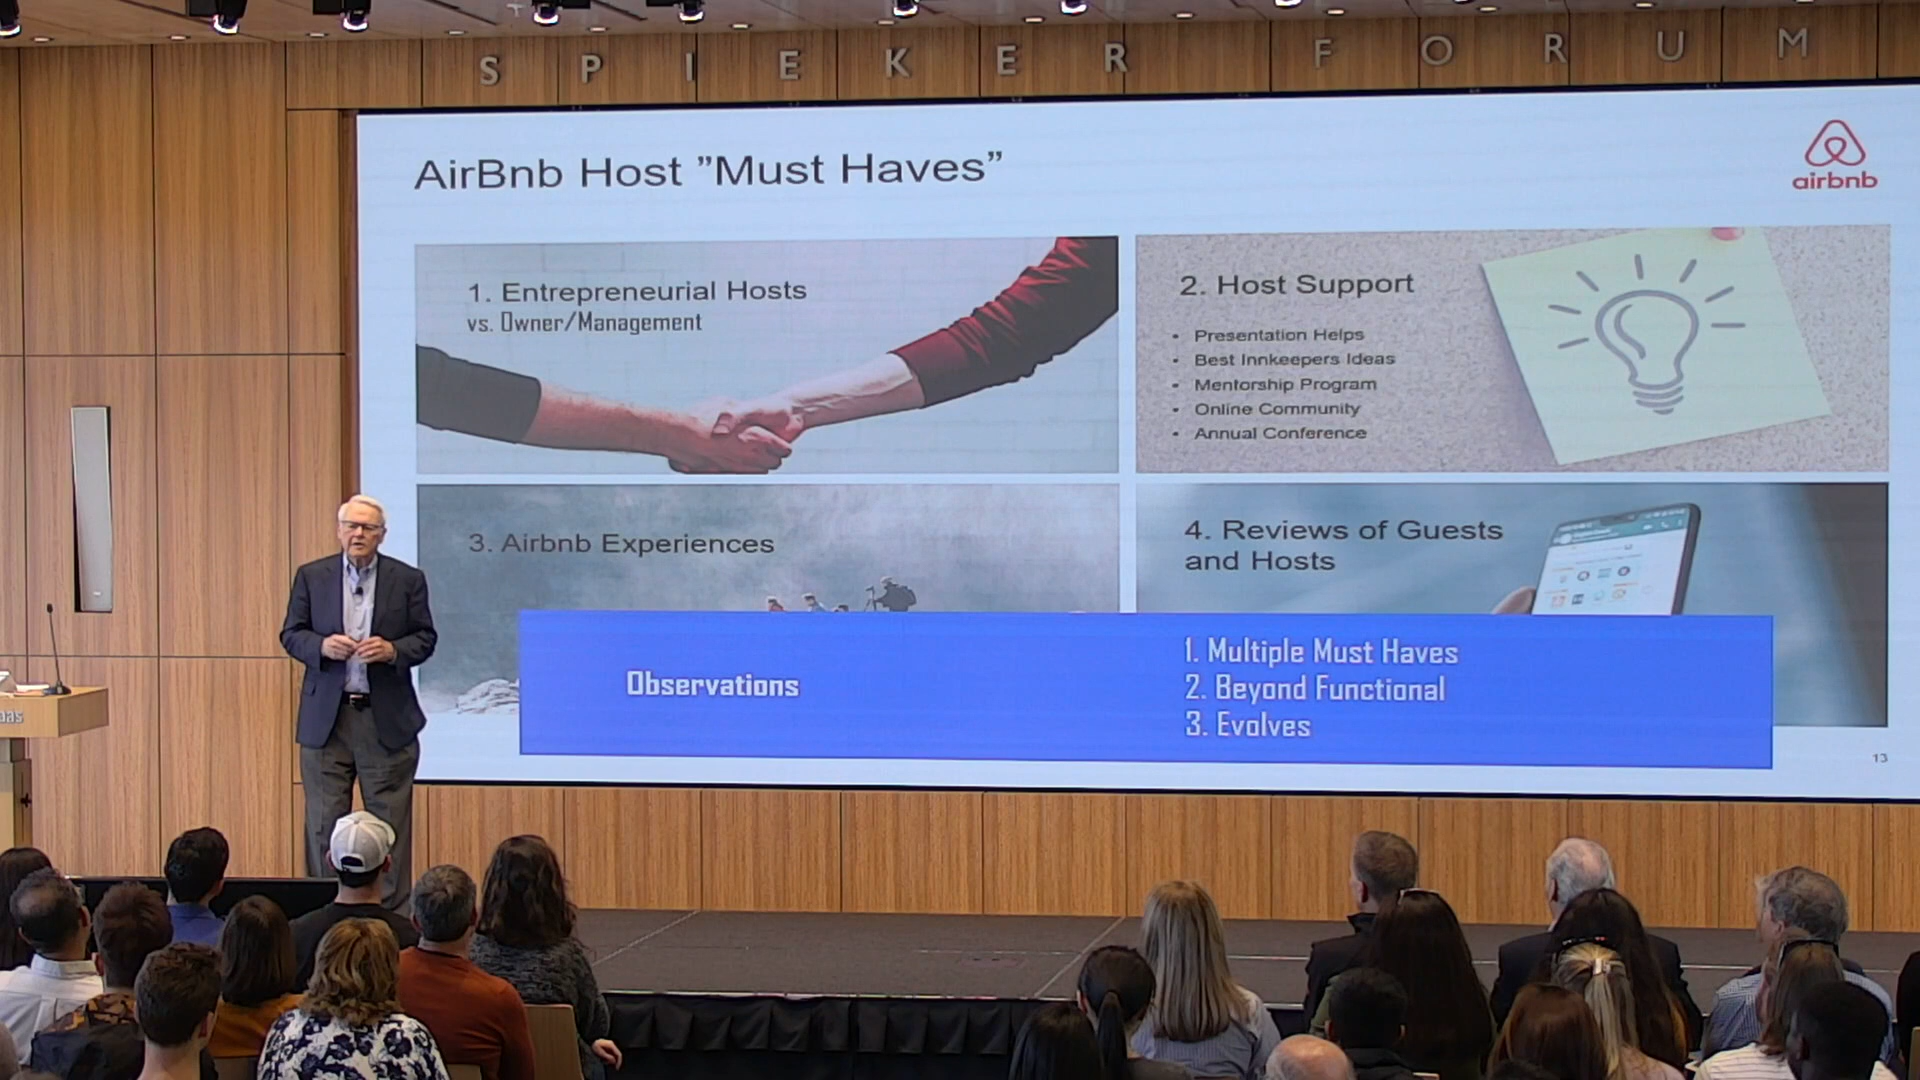 SPIEKER FORUM
AirBnb Host ”Must Haves”
airbnb
1. Entrepreneurial Hosts
vs. Owner/Management
2. Host Support
• Presentation Helps
• Best Innkeepers Ideas
• Mentorship Program
• Online Community
• Annual Conference
3. Airbnb Experiences
4. Reviews of Guests
and Hosts
Observations
1. Multiple Must Haves
2. Beyond Functional
3. Evolves
13